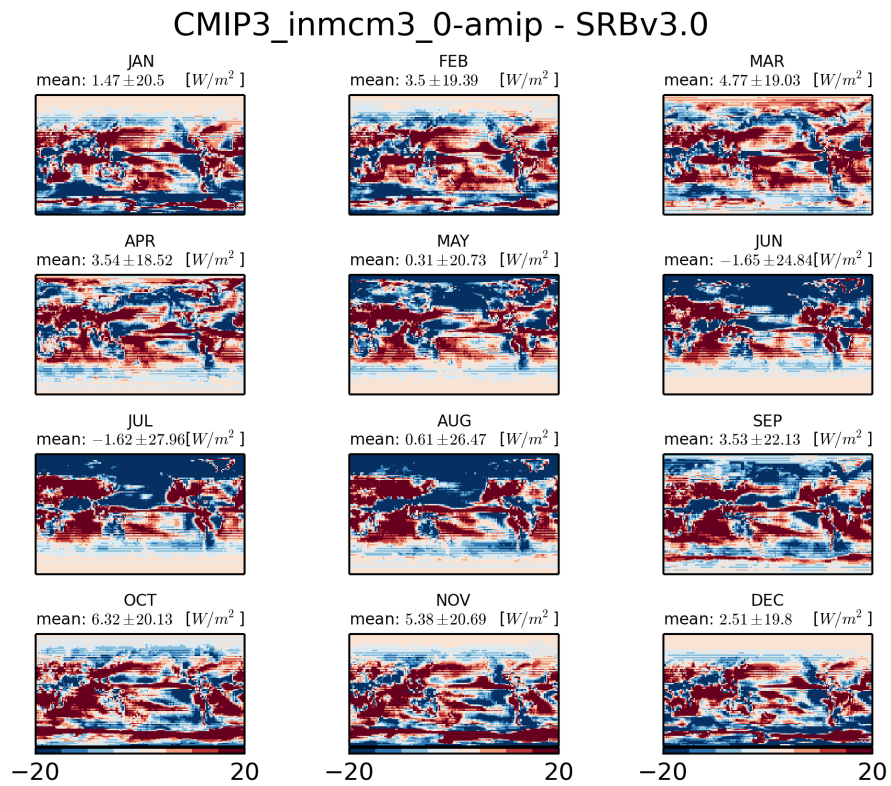 CMIP3_inmcm3_0-amip - SRBv3.0
JAN FEB MAR
mean: 1.47±20.5 [W/m²] mean: 3.5±19.39 [W/m²] mean: 4.77±19.03 [W/m²]
APR MAY JUN
mean: 3.54±18.52 [W/m²] mean: 0.31±20.73 [W/m²] mean: −1.65±24.84[W/m²]
JUL AUG SEP
mean: −1.62±27.96[W/m²] mean: 0.61±26.47 [W/m²] mean: 3.53±22.13 [W/m²]
OCT NOV DEC
mean: 6.32±20.13 [W/m²] mean: 5.38±20.69 [W/m²] mean: 2.51±19.8 [W/m²]
−20 20 −20 20 −20 20